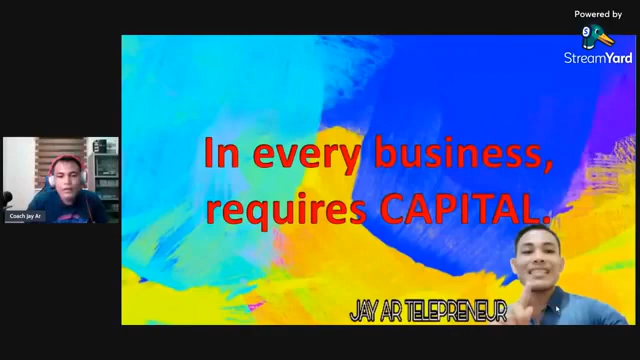 Powered by
StreamYard
In every business,
requires CAPITAL.
Coach Jay Ar
JAY AR TELEPRENEUR